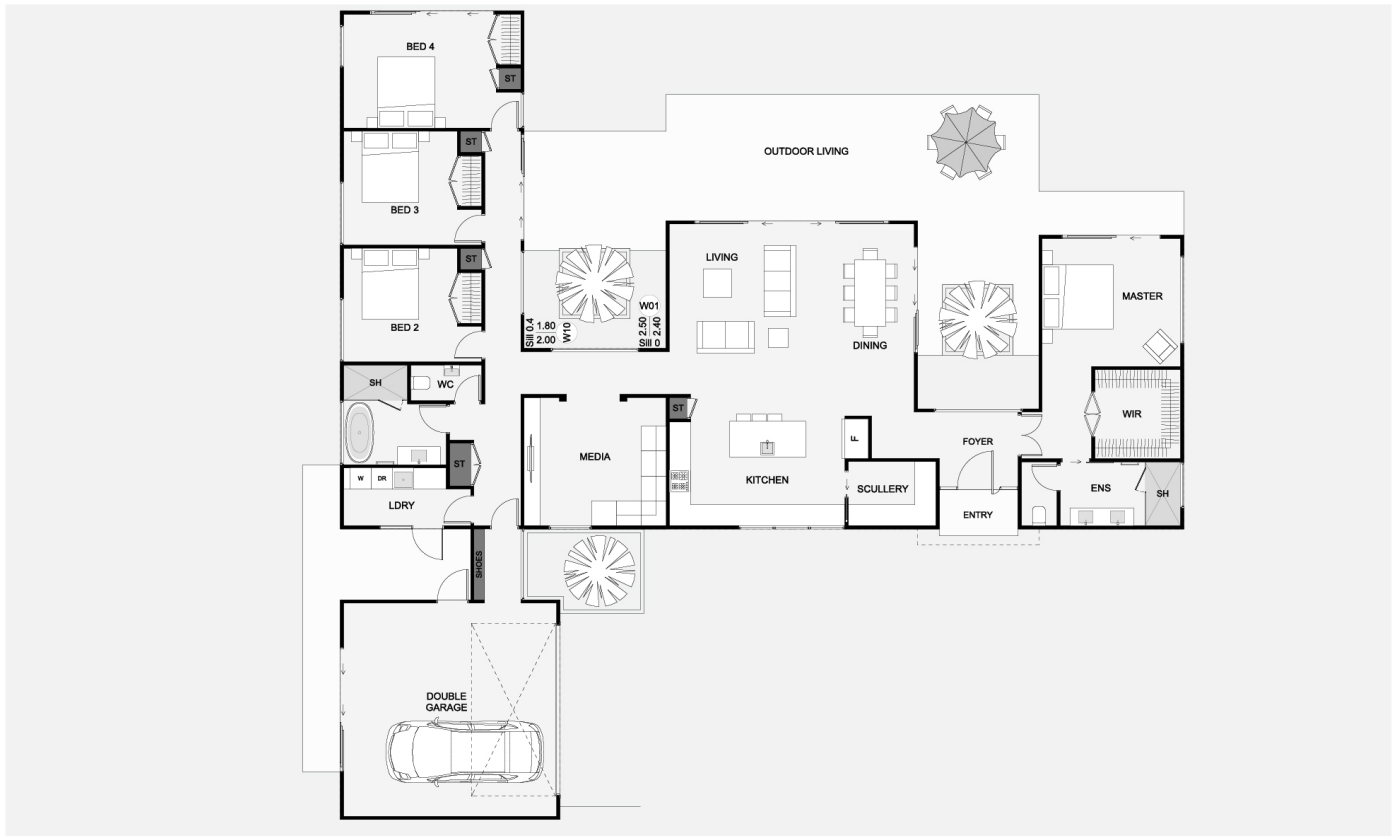 BED 4
ST
ST
BED 3
OUTDOOR LIVING
ST
BED 2
LIVING
MASTER
W01
2.50
2.40
Sill 0
Sill 0.4
1.80
2.00
W10
DINING
SH
WC
ST
WIR
FOYER
F
MEDIA
ST
KITCHEN
SCULLERY
W
DR
LDRY
ENS
SH
ENTRY
SHOES
DOUBLE
GARAGE